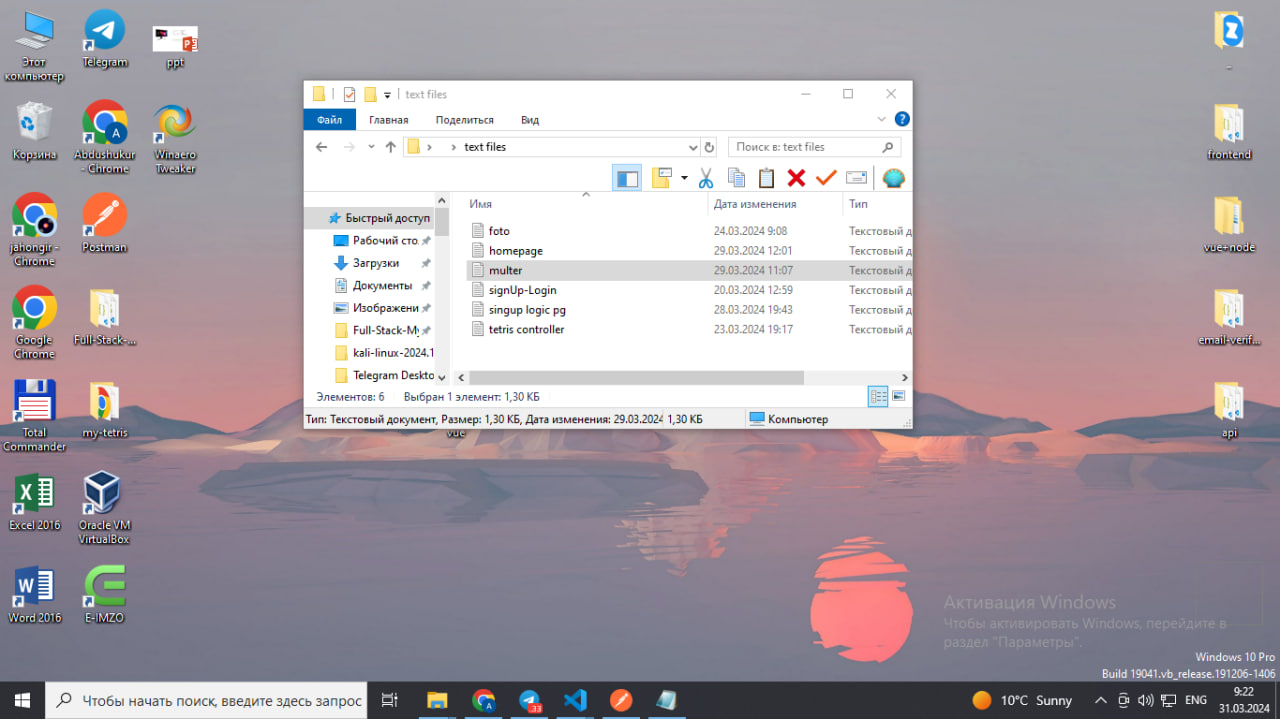 Этот
компьютер
Telegram
ppt
Корзина
Abdushukur
- Chrome
Winaero
Tweaker
jahongir -
Chrome
Postman
Google
Chrome
Full-Stack-...
Total
Commander
my-tetris
Excel 2016
Oracle VM
VirtualBox
Word 2016
E-IMZO
text files
Файл
Главная
Поделиться
Вид
text files
Поиск в: text files
Быстрый доступ
Рабочий сто.
Загрузки
Документы
Изображени
Full-Stack-My
kali-linux-2024.1
Telegram Deskto
Имя
Дата изменения
Тип
foto 24.03.2024 9:08 Текстовый д
homepage 29.03.2024 12:01 Текстовый д
multer 29.03.2024 11:07 Текстовый д
signUp-Login 20.03.2024 12:59 Текстовый д
singup logic pg 28.03.2024 19:43 Текстовый д
tetris controller 23.03.2024 19:17 Текстовый д
Элементов: 6 Выбран 1 элемент: 1,30 КБ
Тип: Текстовый документ, Размер: 1,30 КБ, Дата изменения: 29.03.2024 1,30 КБ Компьютер
vue
..
frontend
vue+node
email-verif...
api
Активация Windows
Чтобы активировать Windows, перейдите в
раздел "Параметры".
Windows 10 Pro
Build 19041.vb_release.191206-1406
Чтобы начать поиск, введите здесь запрос
33
10°C Sunny
ENG
9:22
31.03.2024